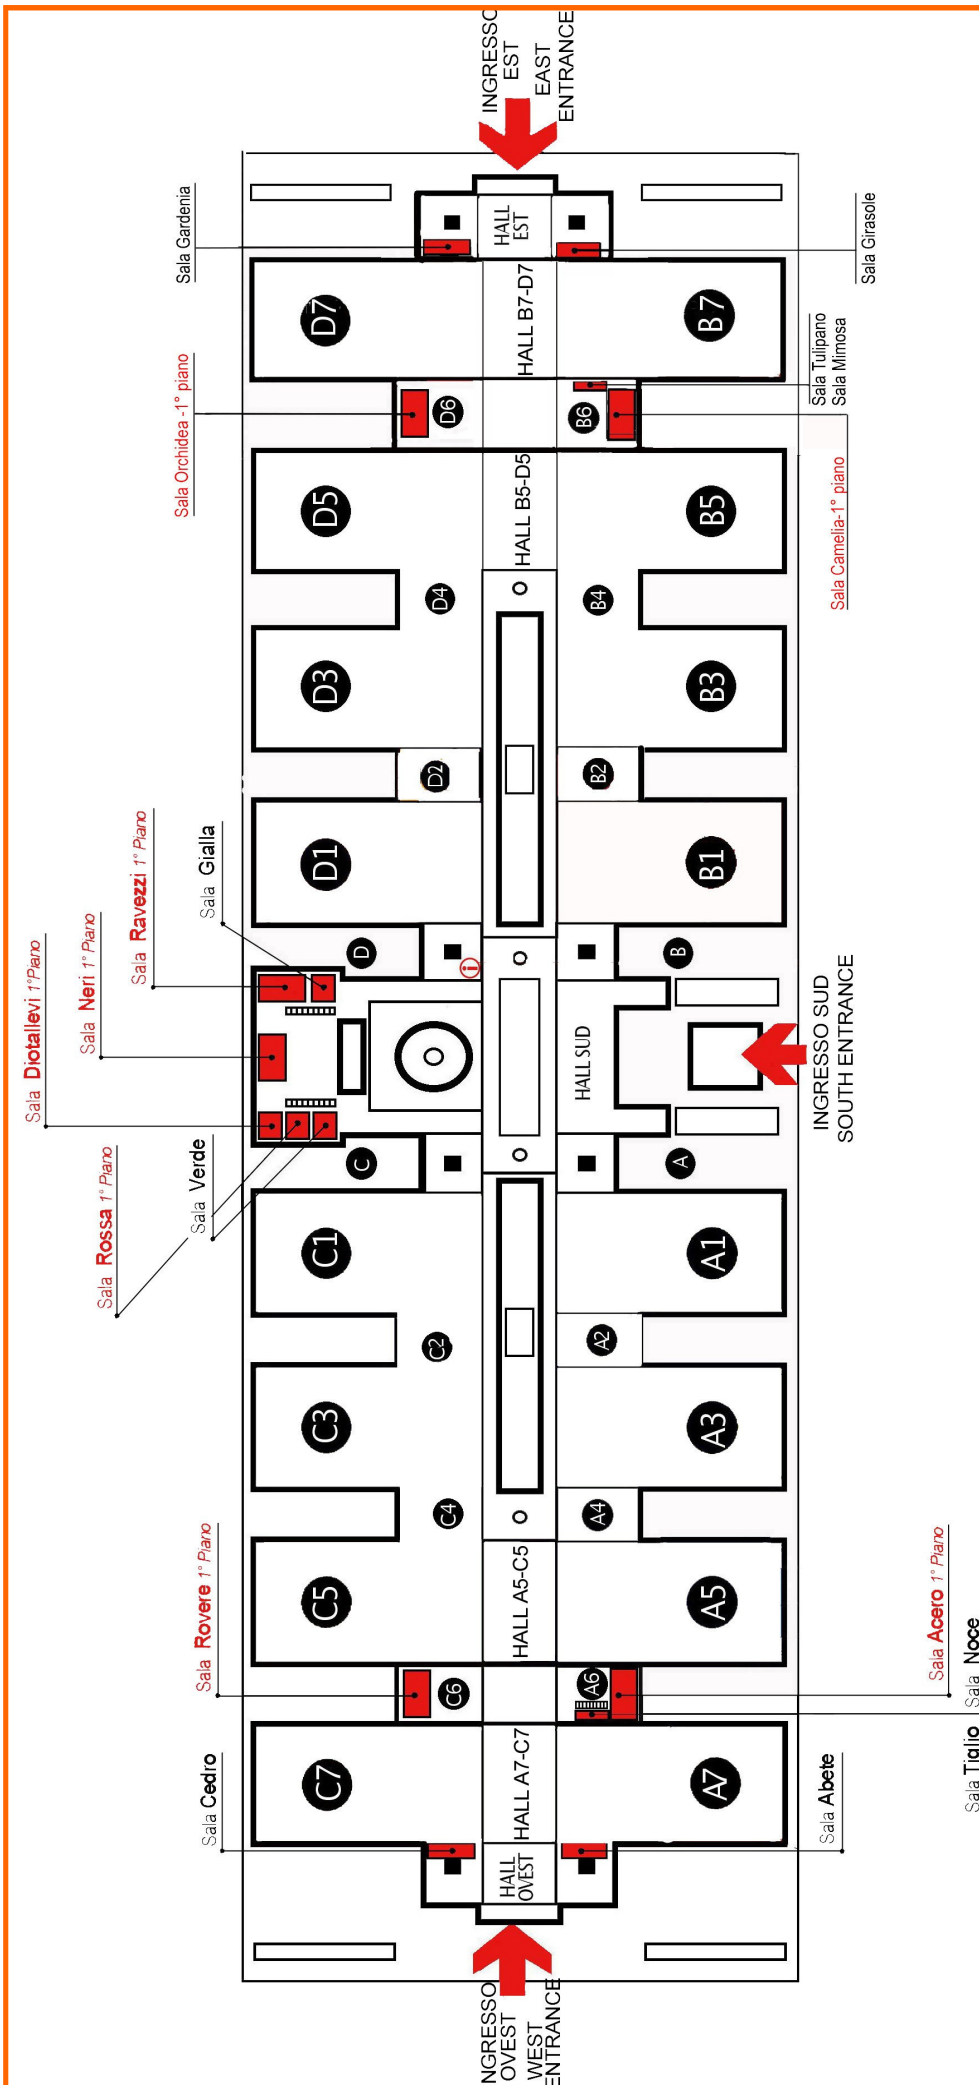 INGRESSO
EST
EAST
ENTRANCE
Sala Gardenia
HALL
EST
Sala Girasole
D7
HALL B7-D7
B7
Sala Tulipano
Sala Mimosa
Sala Orchidea -1° piano
D6
B6
Sala Camelia-1° piano
D5
HALL B5-D5
B5
D4
B4
D3
B3
D2
B2
D1
B1
Sala Gialla
Sala Ravezzi 1° Piano
Sala Neri 1° Piano
Sala Diotallevi 1°Piano
D
i
B
HALL SUD
INGRESSO SUD
SOUTH ENTRANCE
Sala Verde
Sala Rossa 1° Piano
C
A
C1
A1
C2
A2
C3
A3
C4
A4
C5
HALL A5-C5
A5
Sala Rovere 1° Piano
C6
A6
Sala Acero 1° Piano
Sala Tiglio Sala Noce
C7
HALL A7-C7
A7
Sala Cedro
Sala Abete
HALL
OVEST
NGRESSO
OVEST
WEST
ENTRANCE